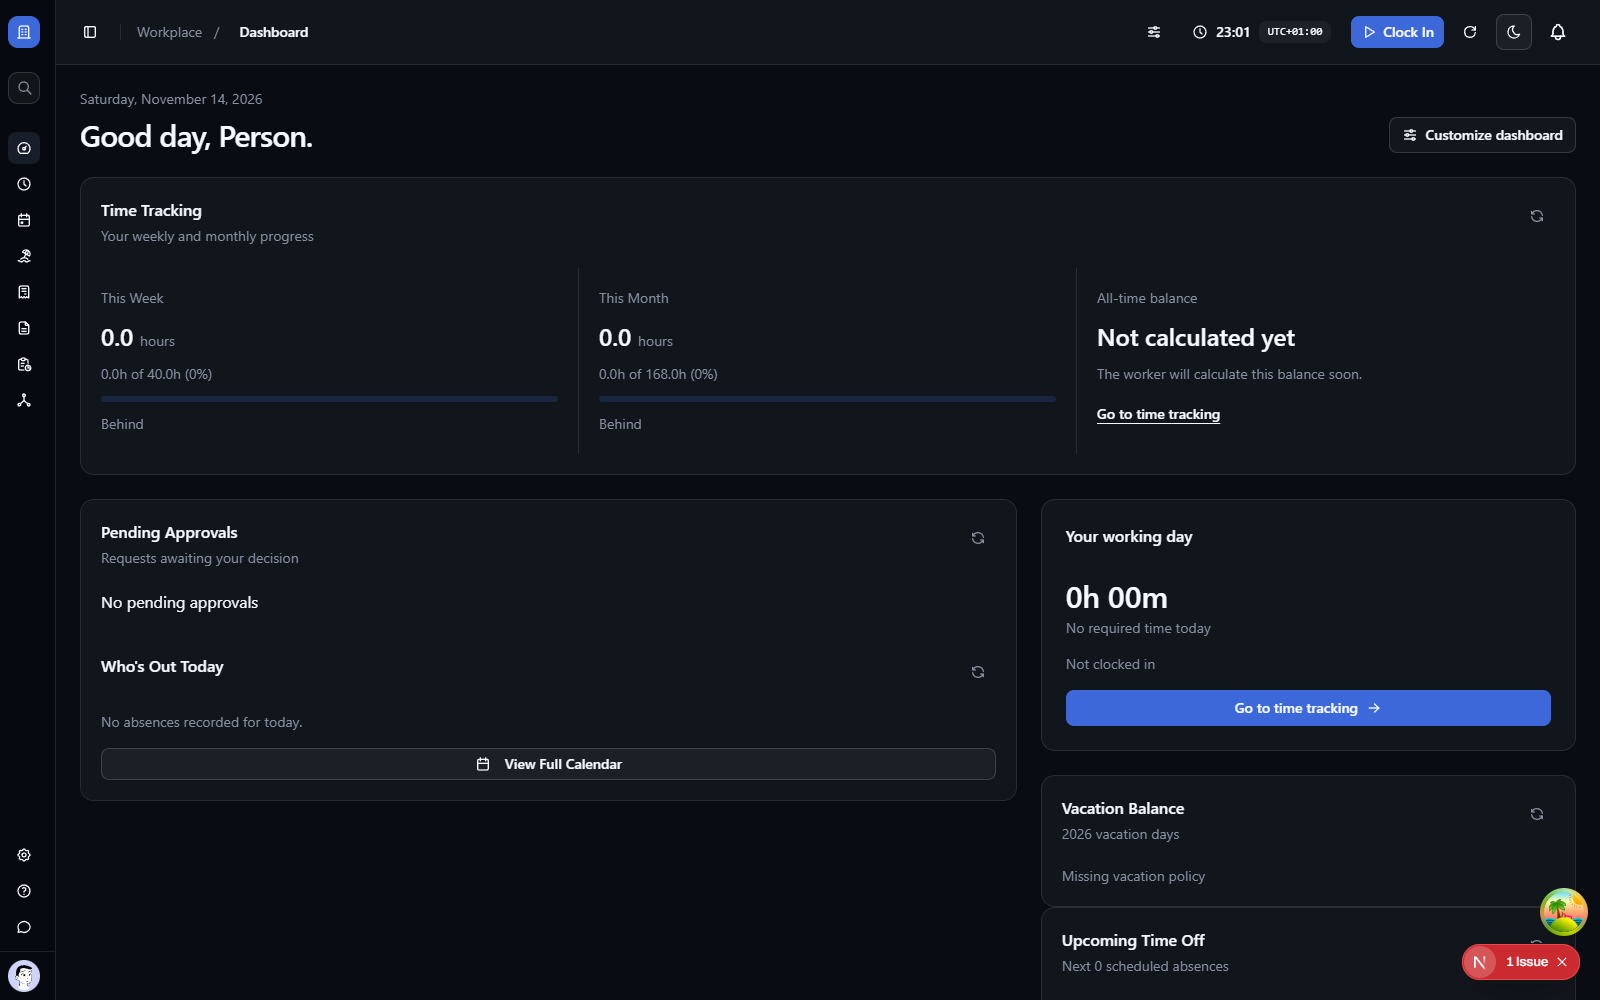 Workplace / Dashboard
23:01 UTC+01:00
Clock In
Saturday, November 14, 2026
Good day, Person.
Customize dashboard
Time Tracking
Your weekly and monthly progress
This Week
0.0 hours
0.0h of 40.0h (0%)
Behind
This Month
0.0 hours
0.0h of 168.0h (0%)
Behind
All-time balance
Not calculated yet
The worker will calculate this balance soon.
Go to time tracking
Pending Approvals
Requests awaiting your decision
No pending approvals
Who's Out Today
No absences recorded for today.
View Full Calendar
Your working day
0h 00m
No required time today
Not clocked in
Go to time tracking
Vacation Balance
2026 vacation days
Missing vacation policy
Upcoming Time Off
Next 0 scheduled absences
N 1 Issue